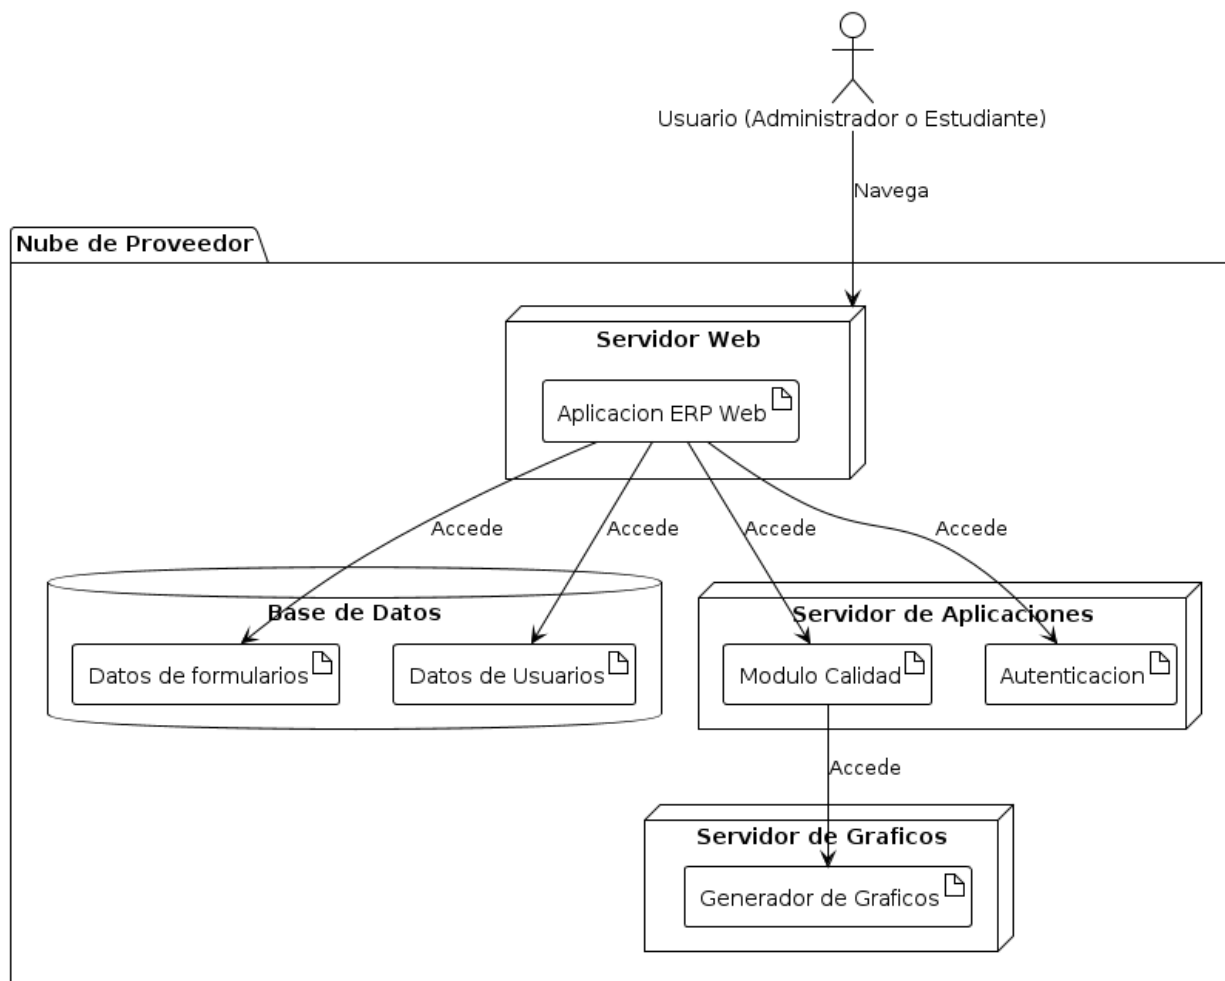 Usuario (Administrador o Estudiante)
Navega
Nube de Proveedor
Servidor Web
Aplicacion ERP Web
Accede
Accede
Accede
Accede
Base de Datos
Servidor de Aplicaciones
Datos de formularios
Datos de Usuarios
Modulo Calidad
Autenticacion
Accede
Servidor de Graficos
Generador de Graficos